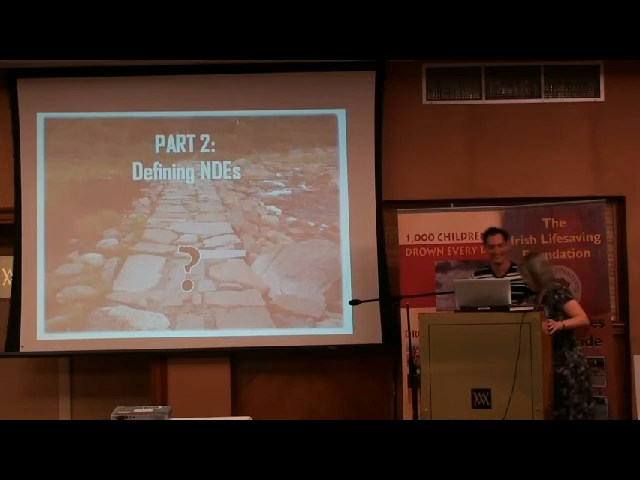 PART 2:
Defining NDEs
?
1,000 CHILDREN
DROWN EVERY
The
Irish Lifesaving
Foundation